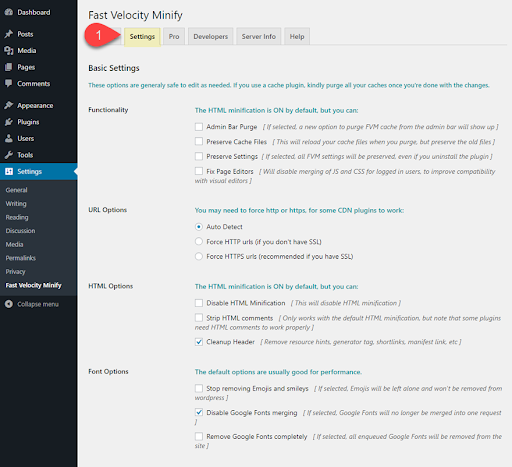 Dashboard
Posts
Media
Pages
Comments
Appearance
Plugins
Users
Tools
Settings
General
Writing
Reading
Discussion
Media
Permalinks
Privacy
Fast Velocity Minify
Collapse menu
Fast Velocity Minify
1
Settings
Pro
Developers
Server Info
Help
Basic Settings
These options are generaly safe to edit as needed. If you use a cache plugin, kindly purge all your caches once you're done with the changes.
Functionality
The HTML minification is ON by default, but you can:
Admin Bar Purge [ If selected, a new option to purge FVM cache from the admin bar will show up ]
Preserve Cache Files [ This will reload your cache files when you purge, but preserve the old files ]
Preserve Settings [ If selected, all FVM settings will be preserved, even if you uninstall the plugin ]
Fix Page Editors [ Will disable merging of JS and CSS for logged in users, to improve compatibility
with visual editors ]
URL Options
You may need to force http or https, for some CDN plugins to work:
Auto Detect
Force HTTP urls (if you don't have SSL)
Force HTTPS urls (recommended if you have SSL)
HTML Options
The HTML minification is ON by default, but you can:
Disable HTML Minification [ This will disable HTML minification ]
Strip HTML comments [ Only works with the default HTML minification, but note that some plugins
need HTML comments to work properly ]
Cleanup Header [ Remove resource hints, generator tag, shortlinks, manifest link, etc ]
Font Options
The default options are usually good for performance.
Stop removing Emojis and smileys [ If selected, Emojis will be left alone and won't be removed from
wordpress ]
Disable Google Fonts merging [ If selected, Google Fonts will no longer be merged into one request
]
Remove Google Fonts completely [ If selected, all enqueued Google Fonts will be removed from the
site ]